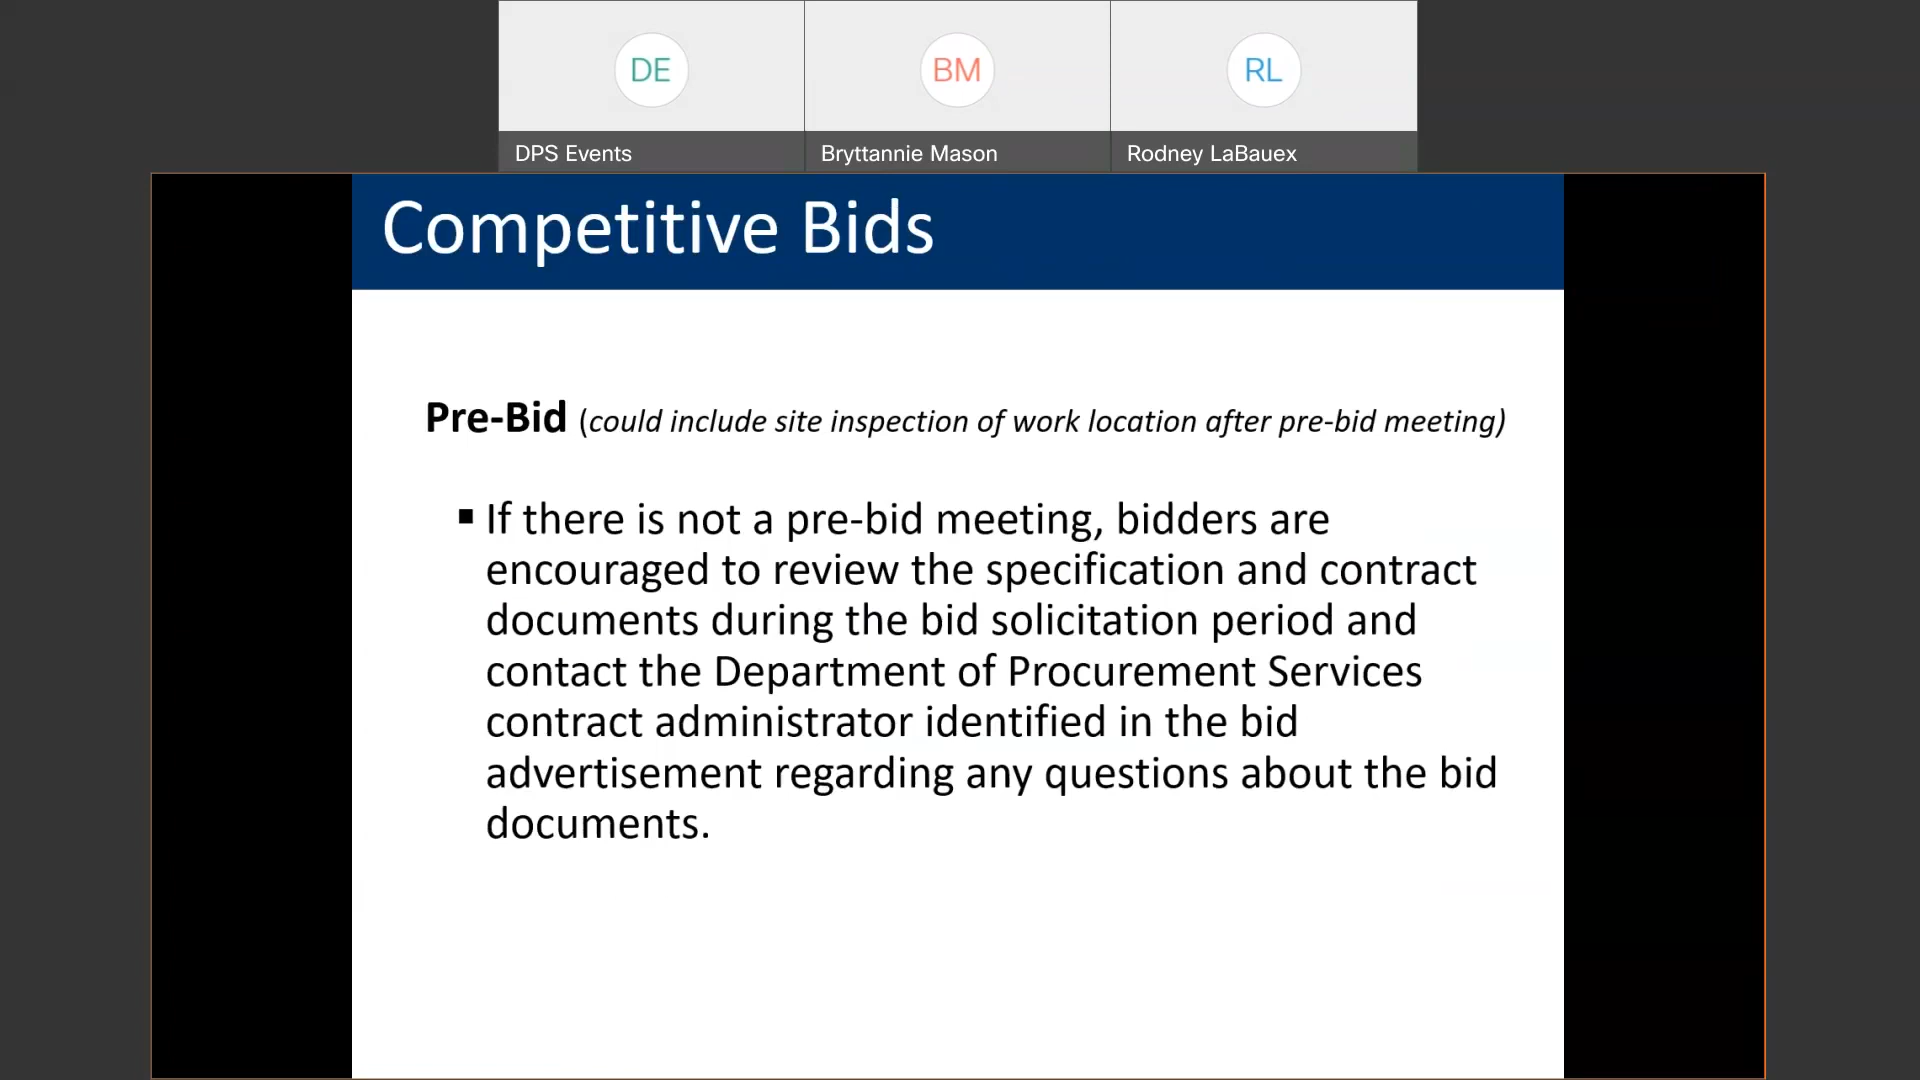 DE
BM
RL
DPS Events
Bryttannie Mason
Rodney LaBauex
Competitive Bids
Pre-Bid (could include site inspection of work location after pre-bid meeting)
▪ If there is not a pre-bid meeting, bidders are
encouraged to review the specification and contract
documents during the bid solicitation period and
contact the Department of Procurement Services
contract administrator identified in the bid
advertisement regarding any questions about the bid
documents.